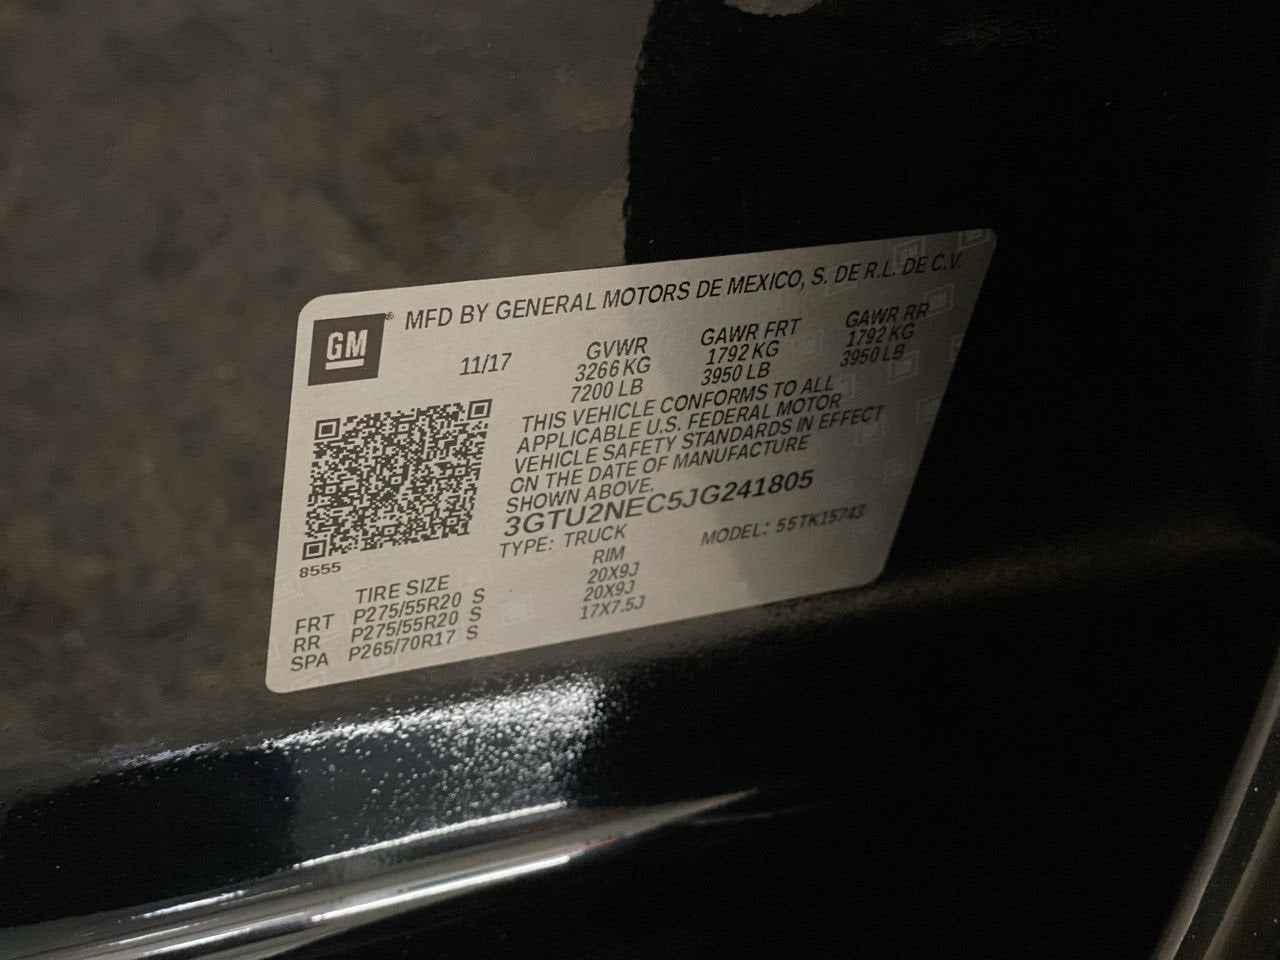 GM® MFD BY GENERAL MOTORS DE MEXICO, S. DE R.L. DE C.V.
11/17 GVWR GAWR FRT GAWR RR
3266 KG 1792 KG 1792 KG
7200 LB 3950 LB 3950 LB
THIS VEHICLE CONFORMS TO ALL
APPLICABLE U.S. FEDERAL MOTOR
VEHICLE SAFETY STANDARDS IN EFFECT
ON THE DATE OF MANUFACTURE
SHOWN ABOVE.
3GTU2NEC5JG241805
TYPE: TRUCK MODEL: 55TK15743
8555
TIRE SIZE RIM
FRT P275/55R20 S 20X9J
RR P275/55R20 S 20X9J
SPA P265/70R17 S 17X7.5J